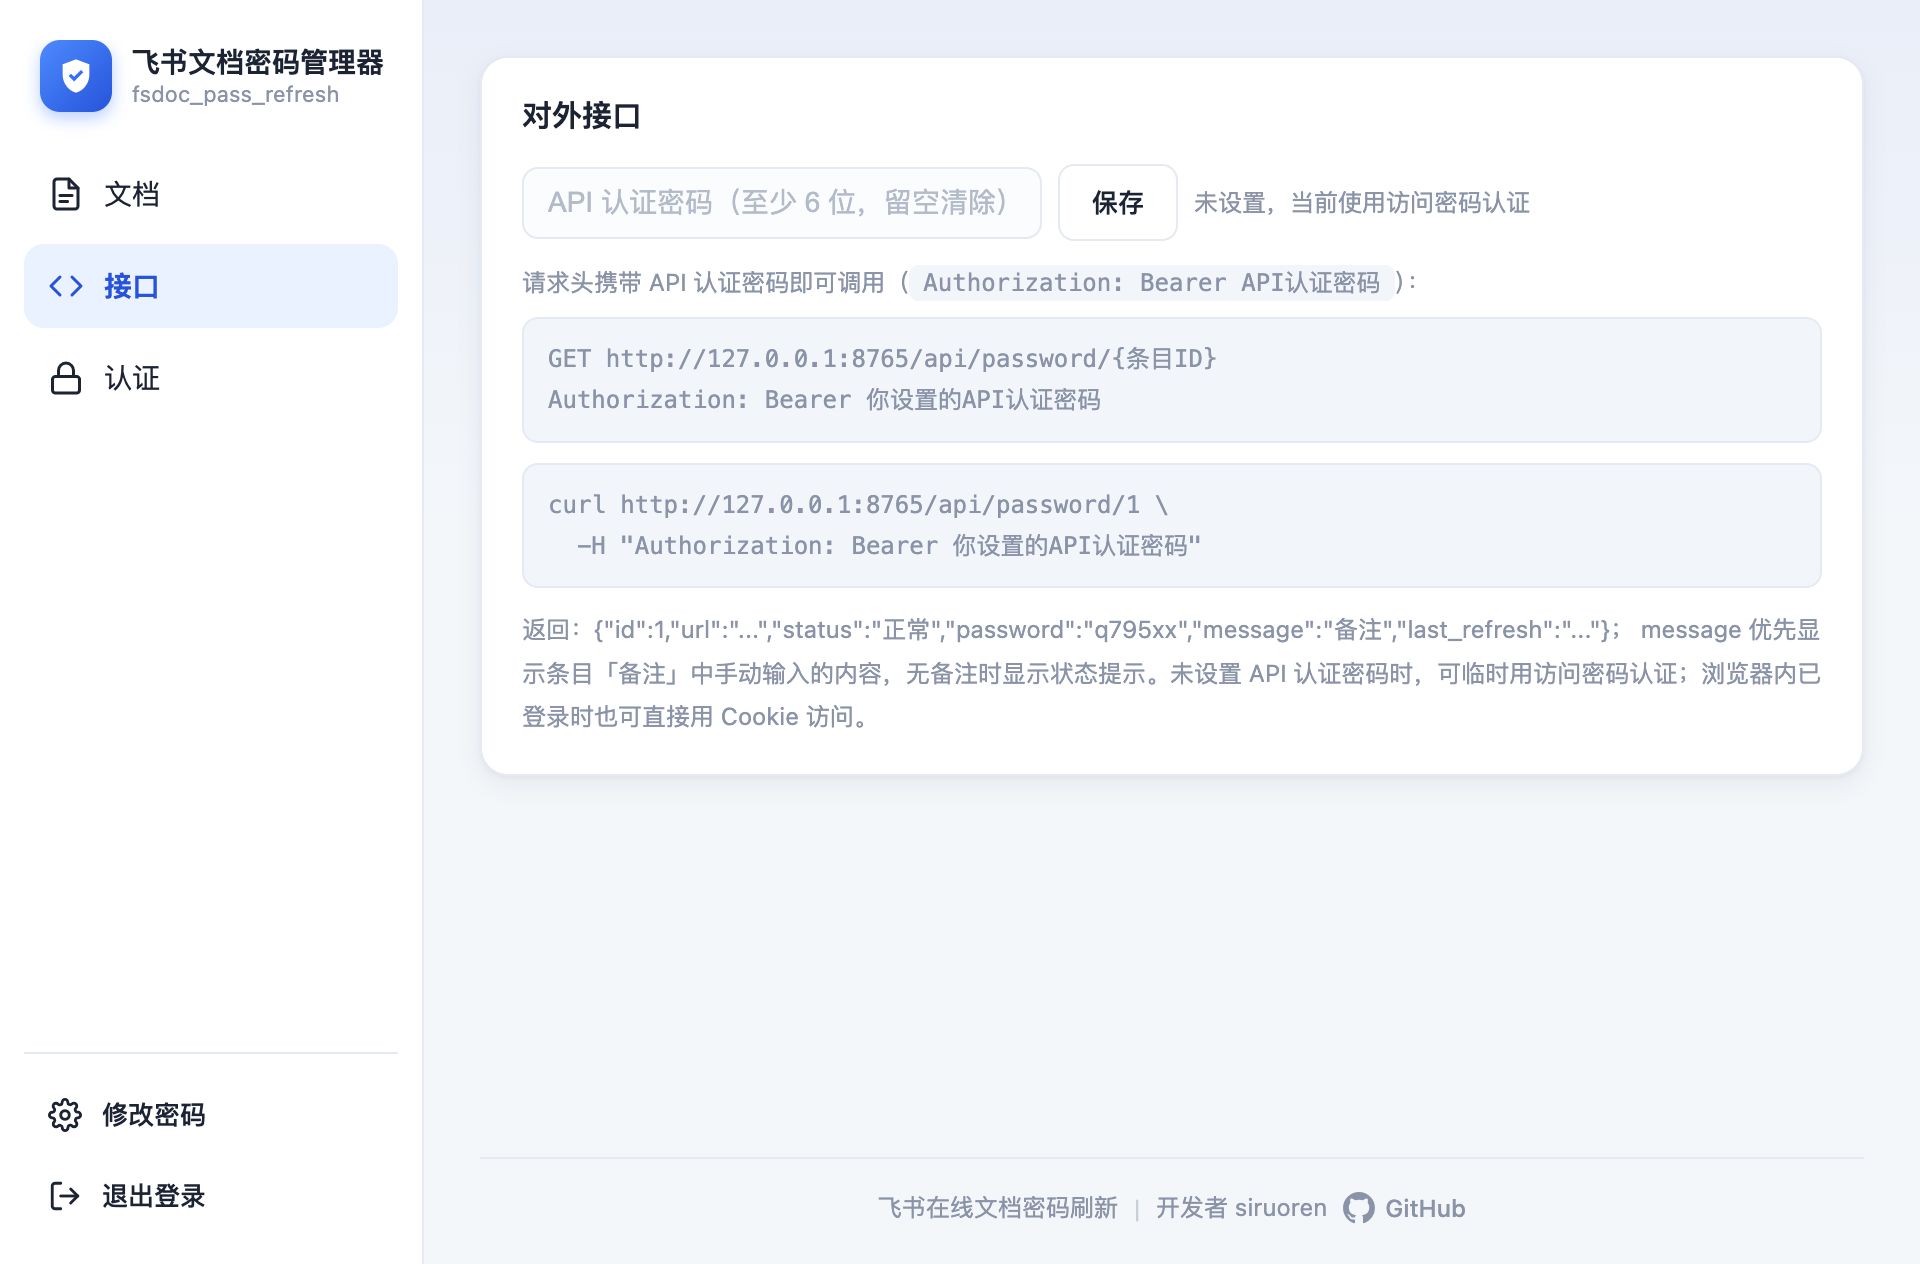 飞书文档密码管理器
fsdoc_pass_refresh
文档
接口
认证
修改密码
退出登录
对外接口
API 认证密码（至少 6 位，留空清除）
保存
未设置，当前使用访问密码认证
请求头携带 API 认证密码即可调用（Authorization: Bearer API认证密码）：
GET http://127.0.0.1:8765/api/password/{条目ID}
Authorization: Bearer 你设置的API认证密码
curl http://127.0.0.1:8765/api/password/1 \
  -H "Authorization: Bearer 你设置的API认证密码"
返回：{"id":1,"url":"...","status":"正常","password":"q795xx","message":"备注","last_refresh":"..."}； message 优先显
示条目「备注」中手动输入的内容，无备注时显示状态提示。未设置 API 认证密码时，可临时用访问密码认证；浏览器内已
登录时也可直接用 Cookie 访问。
飞书在线文档密码刷新 | 开发者 siruoren GitHub